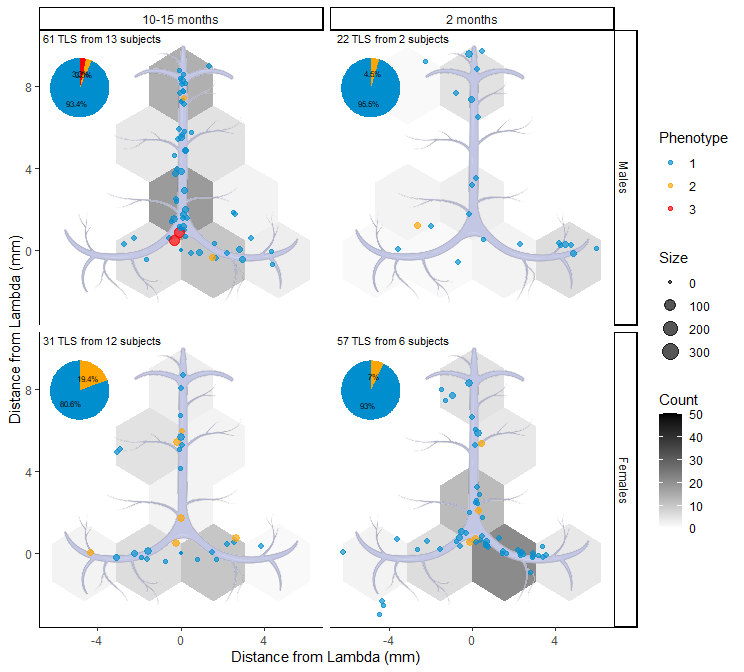 10-15 months
2 months
61 TLS from 13 subjects
93.4%
22 TLS from 2 subjects
4.5%
95.5%
Males
31 TLS from 12 subjects
19.4%
80.6%
57 TLS from 6 subjects
7%
93%
Females
8
4
0
8
4
0
-4
0
4
-4
0
4
Distance from Lambda (mm)
Distance from Lambda (mm)
Phenotype
1
2
3
Size
0
100
200
300
Count
50
40
30
20
10
0